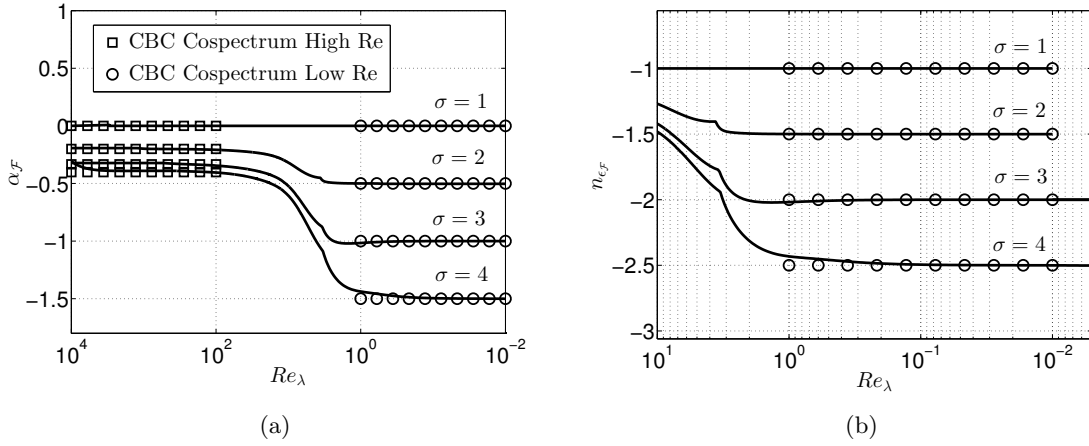 1
0.5
0
−0.5
−1
−1.5
α_ℱ
CBC Cospectrum High Re
CBC Cospectrum Low Re
σ = 1
σ = 2
σ = 3
σ = 4
10^4
10^2
10^0
10^−2
Re_λ
(a)
−1
−1.5
−2
−2.5
−3
n_ϵ_ℱ
σ = 1
σ = 2
σ = 3
σ = 4
10^1
10^0
10^−1
10^−2
Re_λ
(b)